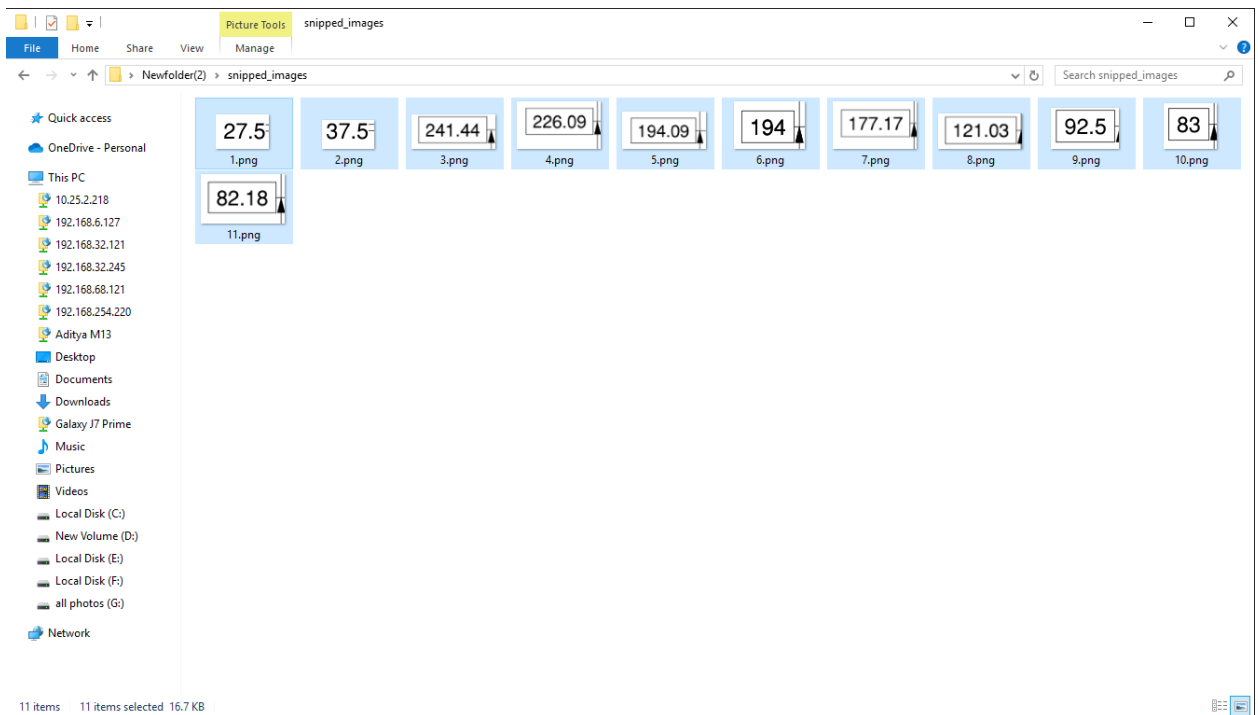 Picture Tools snipped_images
File Home Share View Manage
Newfolder(2) snipped_images Search snipped_images
Quick access
OneDrive - Personal
This PC
10.25.2.218
192.168.6.127
192.168.32.121
192.168.32.245
192.168.68.121
192.168.254.220
Aditya M13
Desktop
Documents
Downloads
Galaxy J7 Prime
Music
Pictures
Videos
Local Disk (C:)
New Volume (D:)
Local Disk (E:)
Local Disk (F:)
all photos (G:)
Network
27.5 37.5 241.44 226.09 194.09 194 177.17 121.03 92.5 83
1.png 2.png 3.png 4.png 5.png 6.png 7.png 8.png 9.png 10.png
82.18
11.png
11 items 11 items selected 16.7 KB